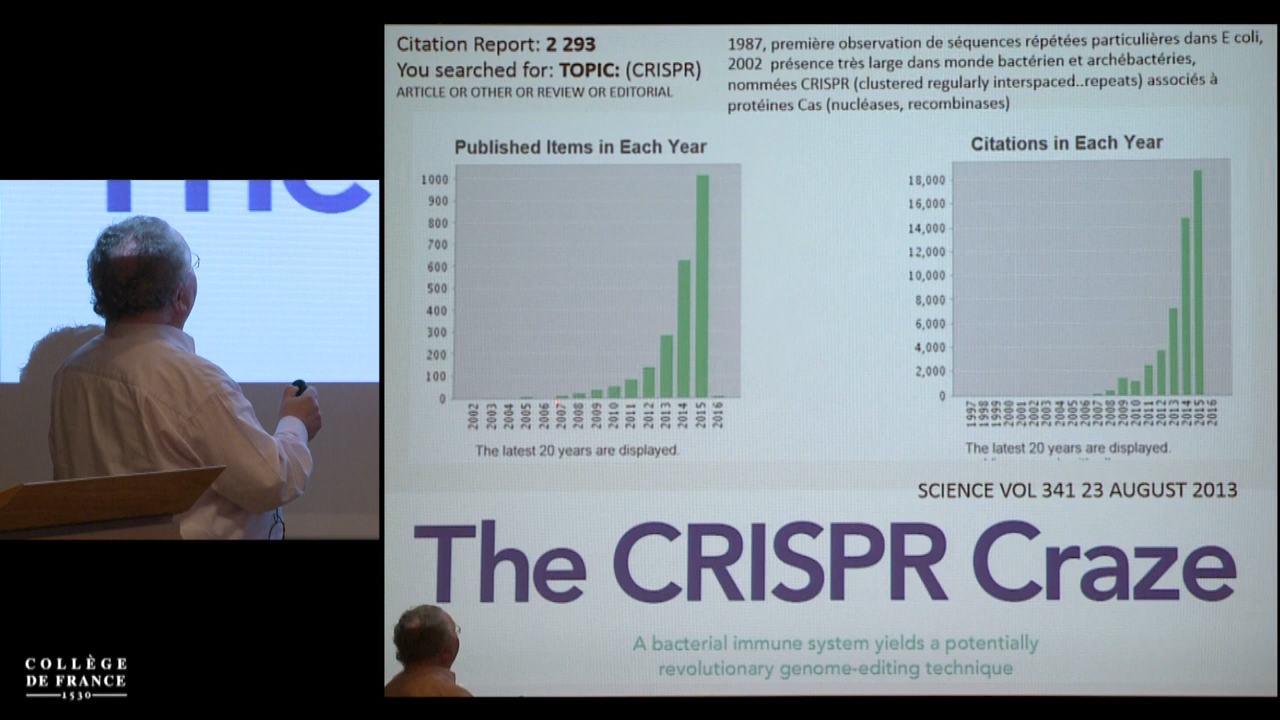 The
COLLÈGE
DE FRANCE
1530
Citation Report: 2 293
You searched for: TOPIC: (CRISPR)
ARTICLE OR OTHER OR REVIEW OR EDITORIAL
1987, première observation de séquences répétées particulières dans E coli,
2002 présence très large dans monde bactérien et archébactéries,
nommées CRISPR (clustered regularly interspaced..repeats) associés à
protéines Cas (nucléases, recombinases)
Published Items in Each Year
1000
900
800
700
600
500
400
300
200
100
0
2002 2003 2004 2005 2006 2007 2008 2009 2010 2011 2012 2013 2014 2015 2016
The latest 20 years are displayed.
Citations in Each Year
18,000
16,000
14,000
12,000
10,000
8,000
6,000
4,000
2,000
0
1997 1998 1999 2000 2001 2002 2003 2004 2005 2006 2007 2008 2009 2010 2011 2012 2013 2014 2015 2016
The latest 20 years are displayed.
SCIENCE VOL 341 23 AUGUST 2013
The CRISPR Craze
A bacterial immune system yields a potentially
revolutionary genome-editing technique